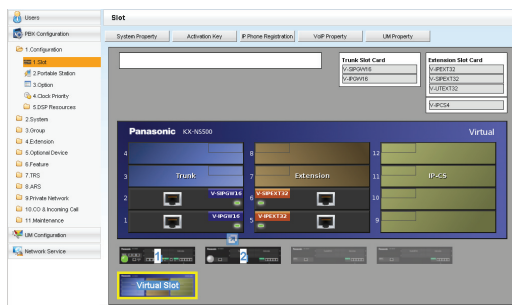 Users
PBX Configuration
1.Configuration
1.Slot
2.Portable Station
3.Option
4.Clock Priority
5.DSP Resources
2.System
3.Group
4.Extension
5.Optional Device
6.Feature
7.TRS
8.ARS
9.Private Network
10.CO & Incoming Call
11.Maintenance
UM Configuration
Network Service
Slot
System Property
Activation Key
IP Phone Registration
VoIP Property
UM Property
Trunk Slot Card
V-SIPGW16
V-IPGW16
Extension Slot Card
V-IPEXT32
V-SIPEXT32
V-UTEXT32
V-IPCS4
Panasonic KX-NS500
Virtual
4 8 12
3 Trunk 7 Extension 11 IP-CS
2 V-SIPGW16 6 V-SIPEXT32 10
1 V-IPGW16 5 V-IPEXT32 9
1 2
Virtual Slot